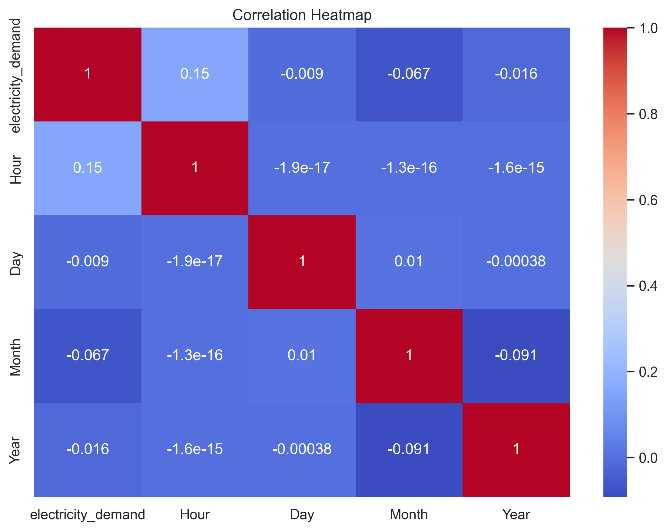 Correlation Heatmap
electricity_demand 1 0.15 -0.009 -0.067 -0.016
Hour 0.15 1 -1.9e-17 -1.3e-16 -1.6e-15
Day -0.009 -1.9e-17 1 0.01 -0.00038
Month -0.067 -1.3e-16 0.01 1 -0.091
Year -0.016 -1.6e-15 -0.00038 -0.091 1
electricity_demand Hour Day Month Year
1.0
0.8
0.6
0.4
0.2
0.0